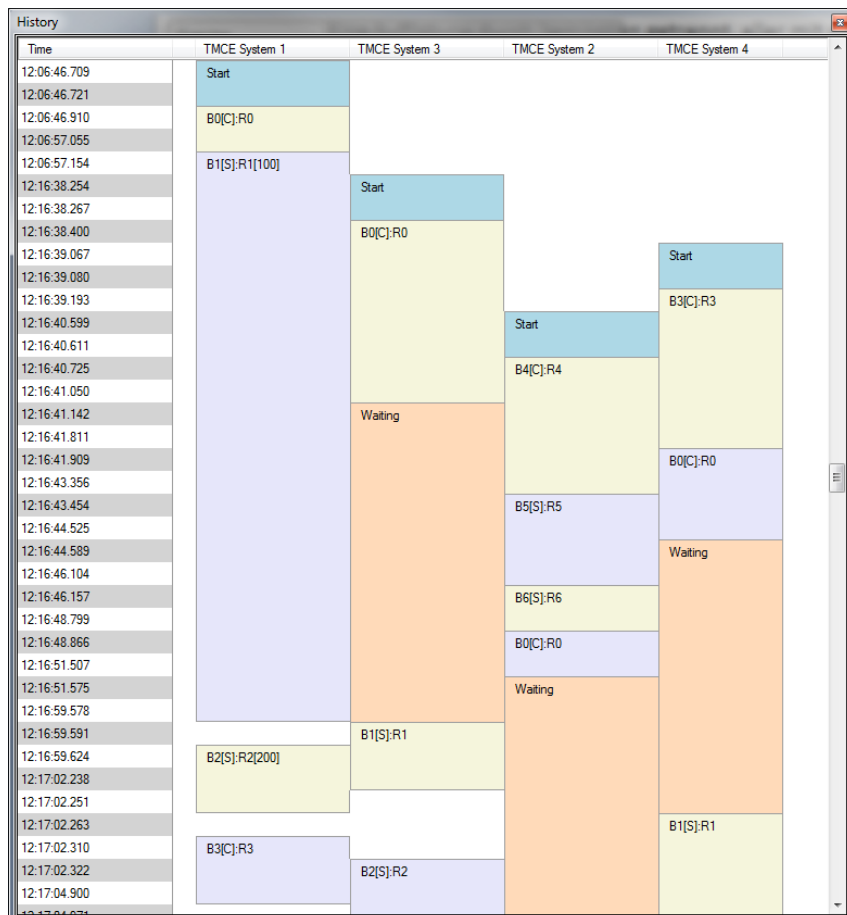 History
Time TMCE System 1 TMCE System 3 TMCE System 2 TMCE System 4
12:06:46.709 Start
12:06:46.721
12:06:46.910 B0[C]:R0
12:06:57.055
12:06:57.154 B1[S]:R1[100]
12:16:38.254 Start
12:16:38.267
12:16:38.400 B0[C]:R0
12:16:39.067 Start
12:16:39.080
12:16:39.193 B3[C]:R3
12:16:40.599 Start
12:16:40.611
12:16:40.725 B4[C]:R4
12:16:41.050
12:16:41.142 Waiting
12:16:41.811
12:16:41.909 B0[C]:R0
12:16:43.356
12:16:43.454 B5[S]:R5
12:16:44.525
12:16:44.589 Waiting
12:16:46.104
12:16:46.157 B6[S]:R6
12:16:48.799
12:16:48.866 B0[C]:R0
12:16:51.507
12:16:51.575 Waiting
12:16:59.578
12:16:59.591 B1[S]:R1
12:16:59.624 B2[S]:R2[200]
12:17:02.238
12:17:02.251
12:17:02.263 B1[S]:R1
12:17:02.310 B3[C]:R3
12:17:02.322 B2[S]:R2
12:17:04.900